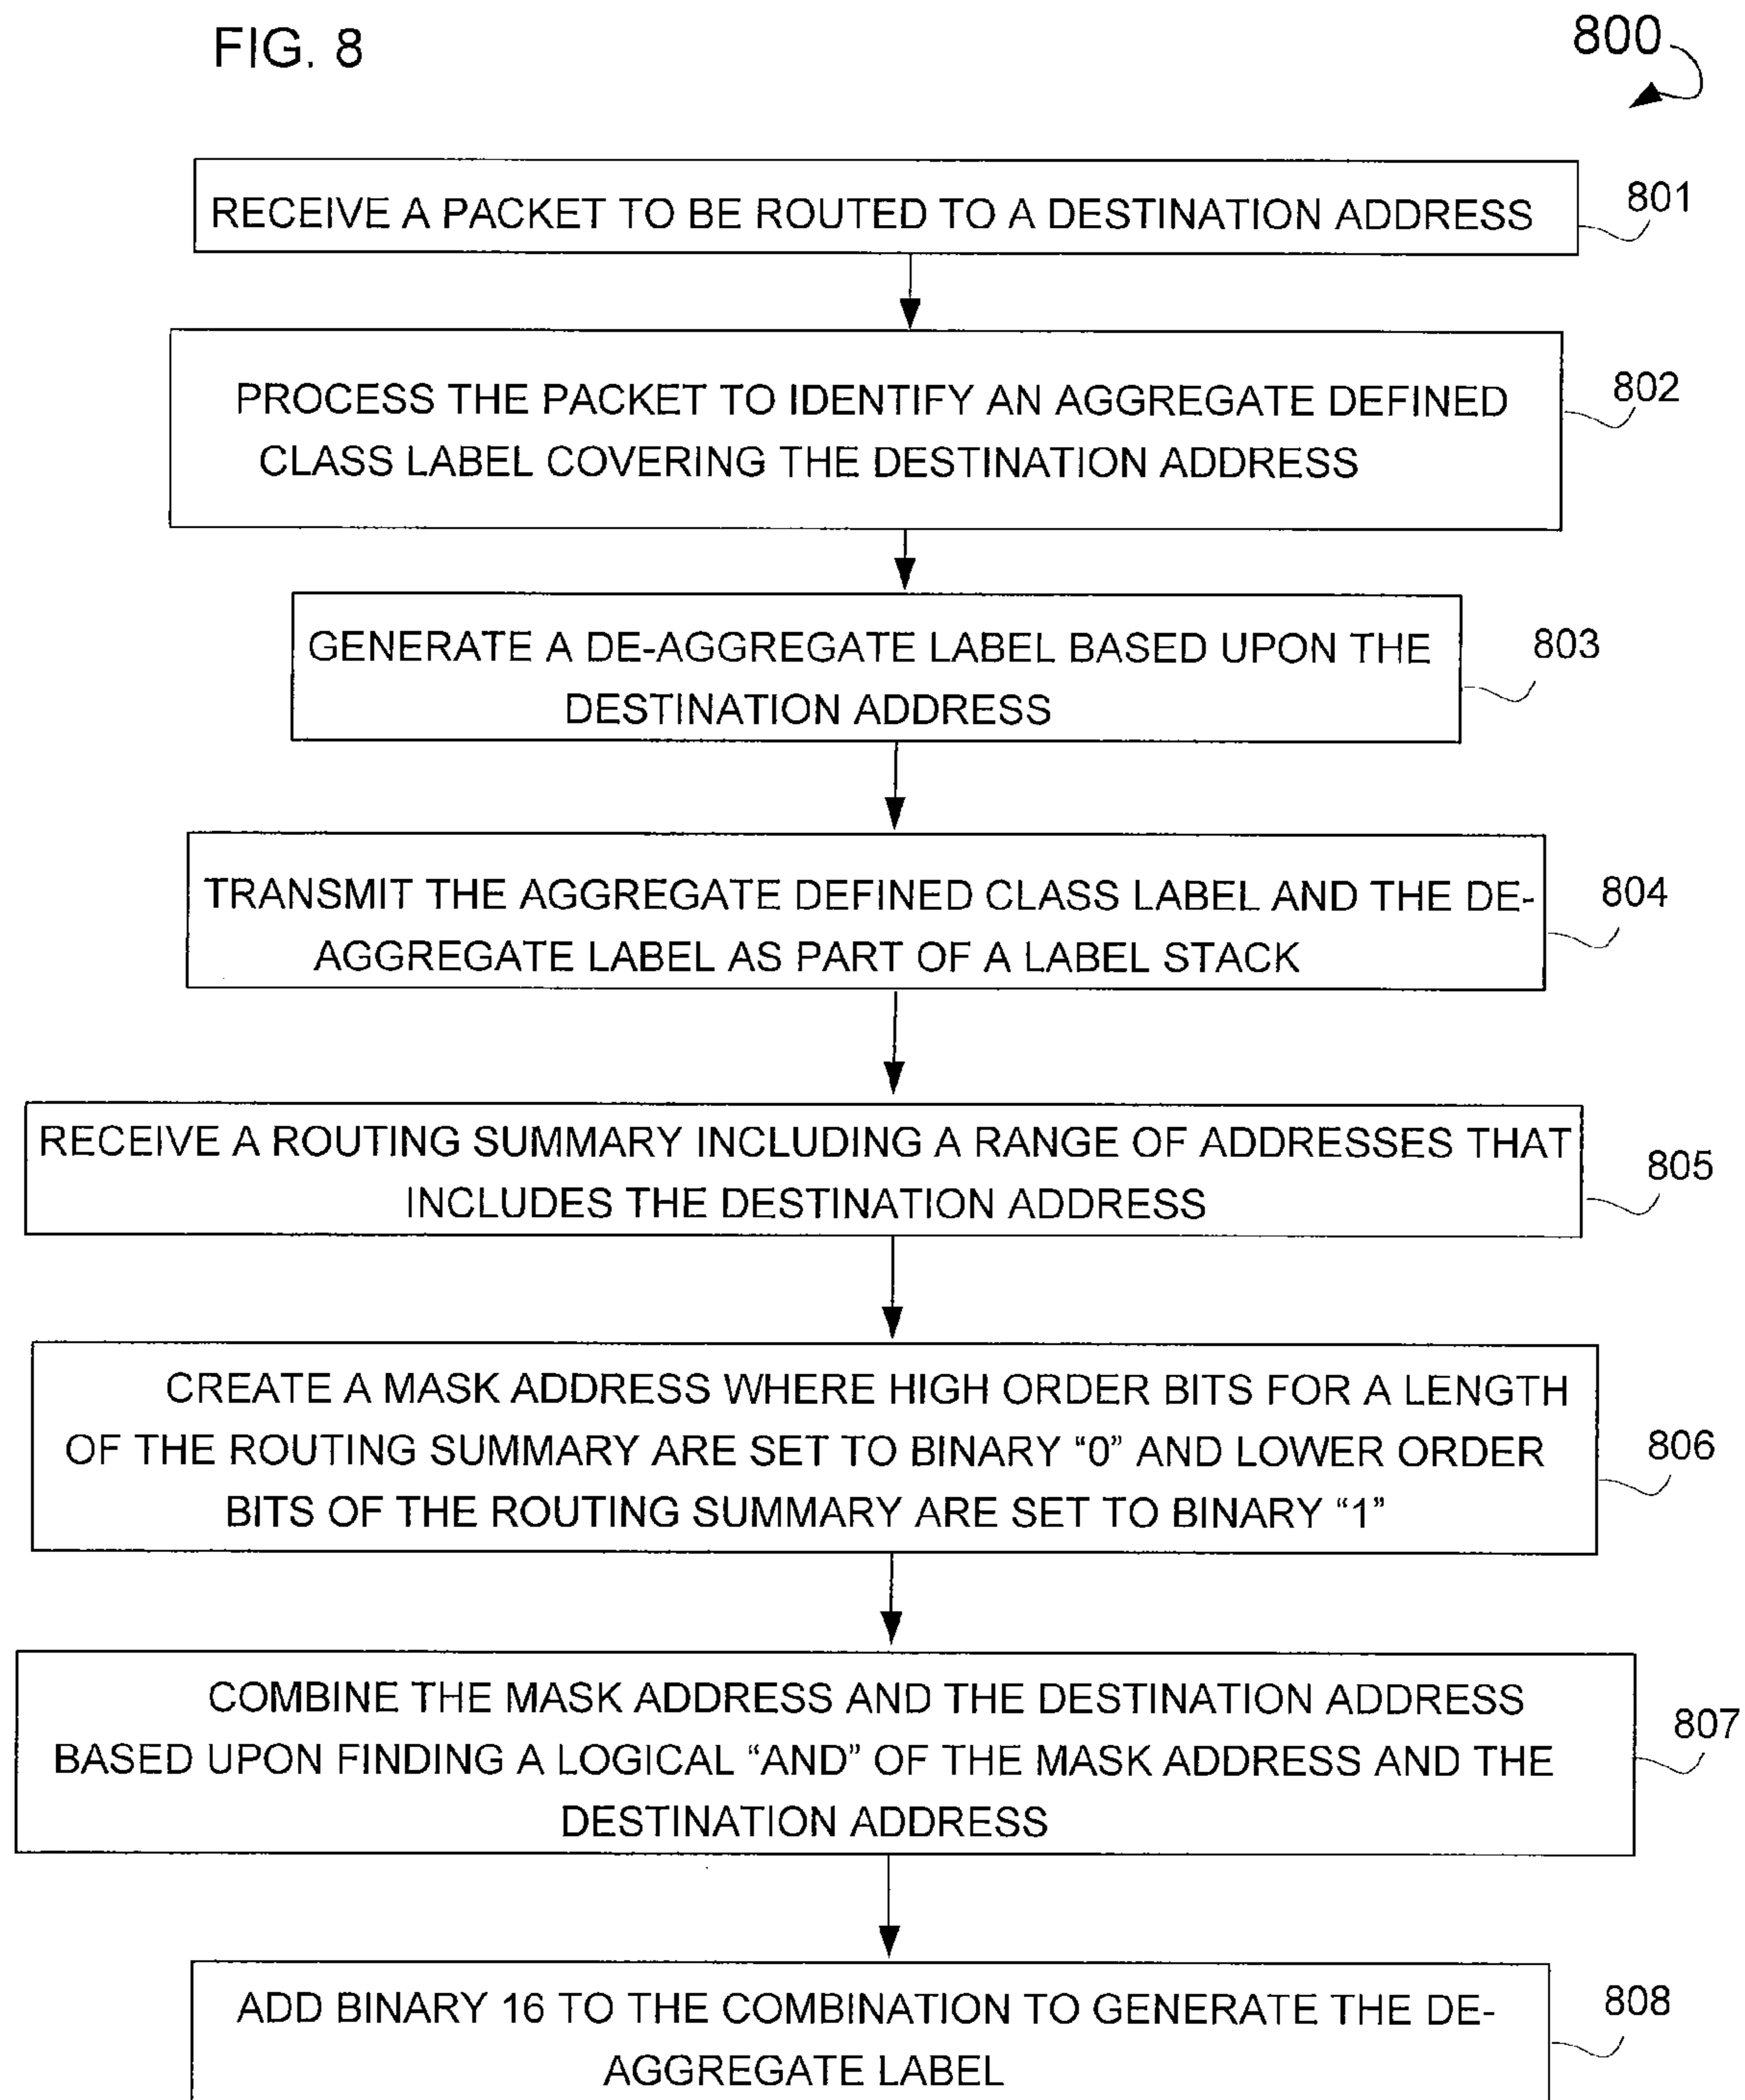 FIG. 8
800
RECEIVE A PACKET TO BE ROUTED TO A DESTINATION ADDRESS
801
PROCESS THE PACKET TO IDENTIFY AN AGGREGATE DEFINED
CLASS LABEL COVERING THE DESTINATION ADDRESS
802
GENERATE A DE-AGGREGATE LABEL BASED UPON THE
DESTINATION ADDRESS
803
TRANSMIT THE AGGREGATE DEFINED CLASS LABEL AND THE DE-
AGGREGATE LABEL AS PART OF A LABEL STACK
804
RECEIVE A ROUTING SUMMARY INCLUDING A RANGE OF ADDRESSES THAT
INCLUDES THE DESTINATION ADDRESS
805
CREATE A MASK ADDRESS WHERE HIGH ORDER BITS FOR A LENGTH
OF THE ROUTING SUMMARY ARE SET TO BINARY “0” AND LOWER ORDER
BITS OF THE ROUTING SUMMARY ARE SET TO BINARY “1”
806
COMBINE THE MASK ADDRESS AND THE DESTINATION ADDRESS
BASED UPON FINDING A LOGICAL “AND” OF THE MASK ADDRESS AND THE
DESTINATION ADDRESS
807
ADD BINARY 16 TO THE COMBINATION TO GENERATE THE DE-
AGGREGATE LABEL
808